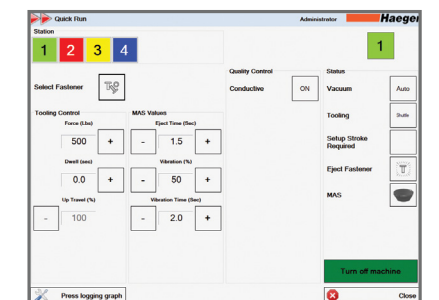 Quick Run
Administrator
Haeger
Station
1 2 3 4
1
Select Fastener
Quality Control
Conductive ON
Status
Vacuum Auto
Tooling Control
Force (Lbs)
500 +
Dwell (sec)
0.0 +
Up Travel (%)
- 100
MAS Values
Eject Time (Sec)
- 1.5 +
Vibration (%)
- 50 +
Vibration Time (Sec)
- 2.0 +
Tooling
Setup Stroke
Required
Eject Fastener
MAS
Turn off machine
Press logging graph
Close